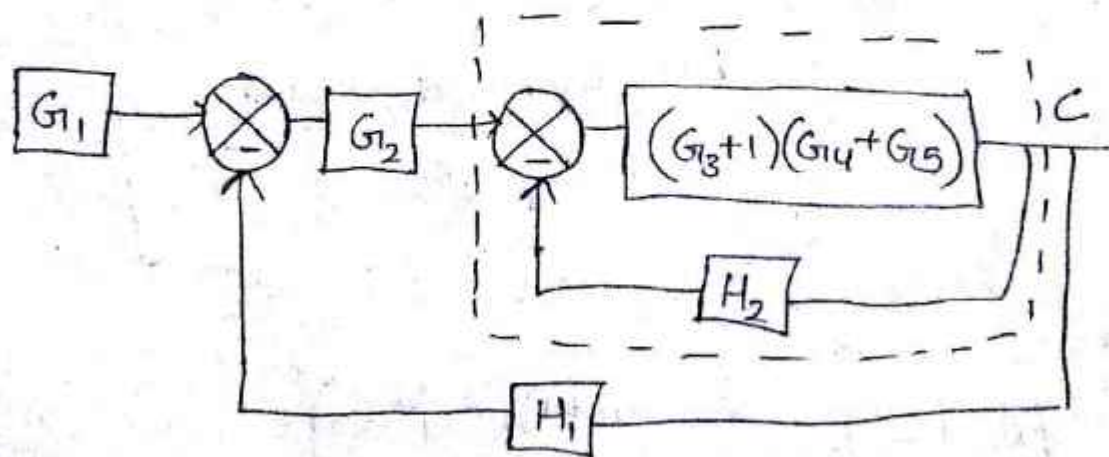 G1
-
G2
-
(G3+1)(G4+G5)
C
H2
H1